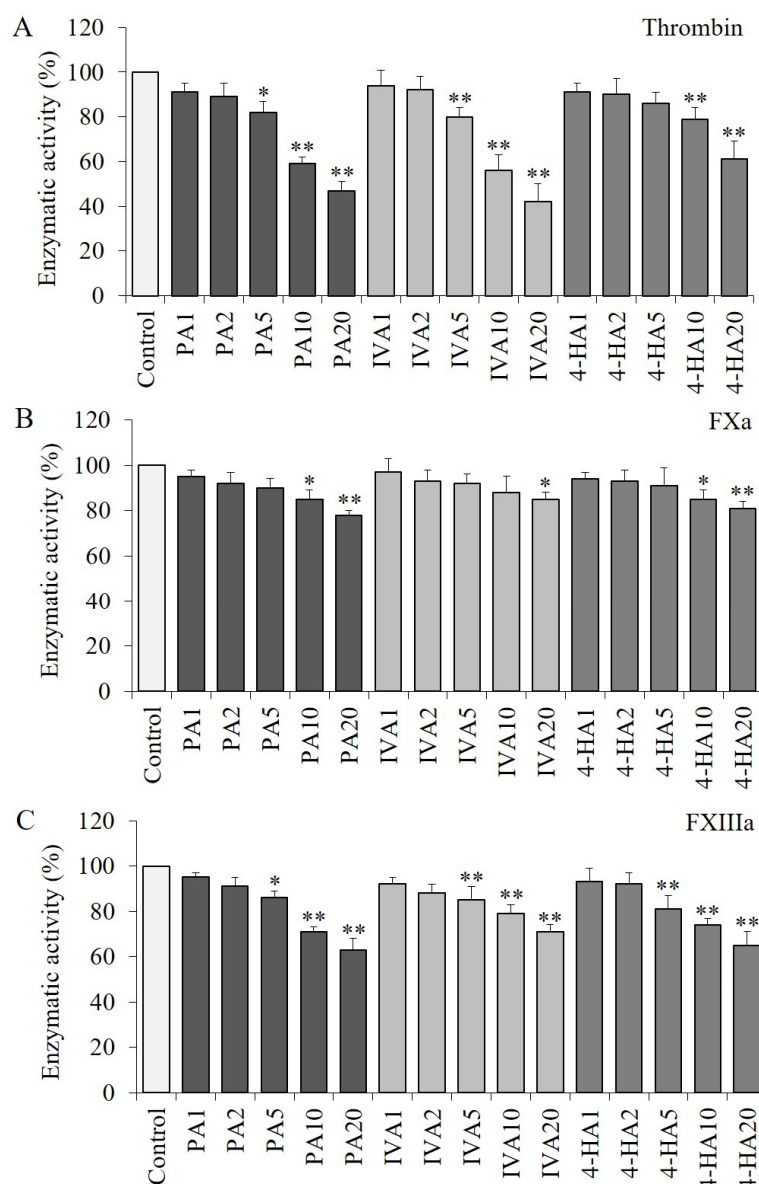 A
Thrombin
Enzymatic activity (%)
120
100
80
60
40
20
0
*
**
**
**
**
**
**
**
Control
PA1
PA2
PA5
PA10
PA20
IVA1
IVA2
IVA5
IVA10
IVA20
4-HA1
4-HA2
4-HA5
4-HA10
4-HA20
B
FXa
Enzymatic activity (%)
120
100
80
60
40
20
0
*
**
*
*
**
Control
PA1
PA2
PA5
PA10
PA20
IVA1
IVA2
IVA5
IVA10
IVA20
4-HA1
4-HA2
4-HA5
4-HA10
4-HA20
C
FXIIIa
Enzymatic activity (%)
120
100
80
60
40
20
0
*
**
**
**
**
**
**
**
**
Control
PA1
PA2
PA5
PA10
PA20
IVA1
IVA2
IVA5
IVA10
IVA20
4-HA1
4-HA2
4-HA5
4-HA10
4-HA20